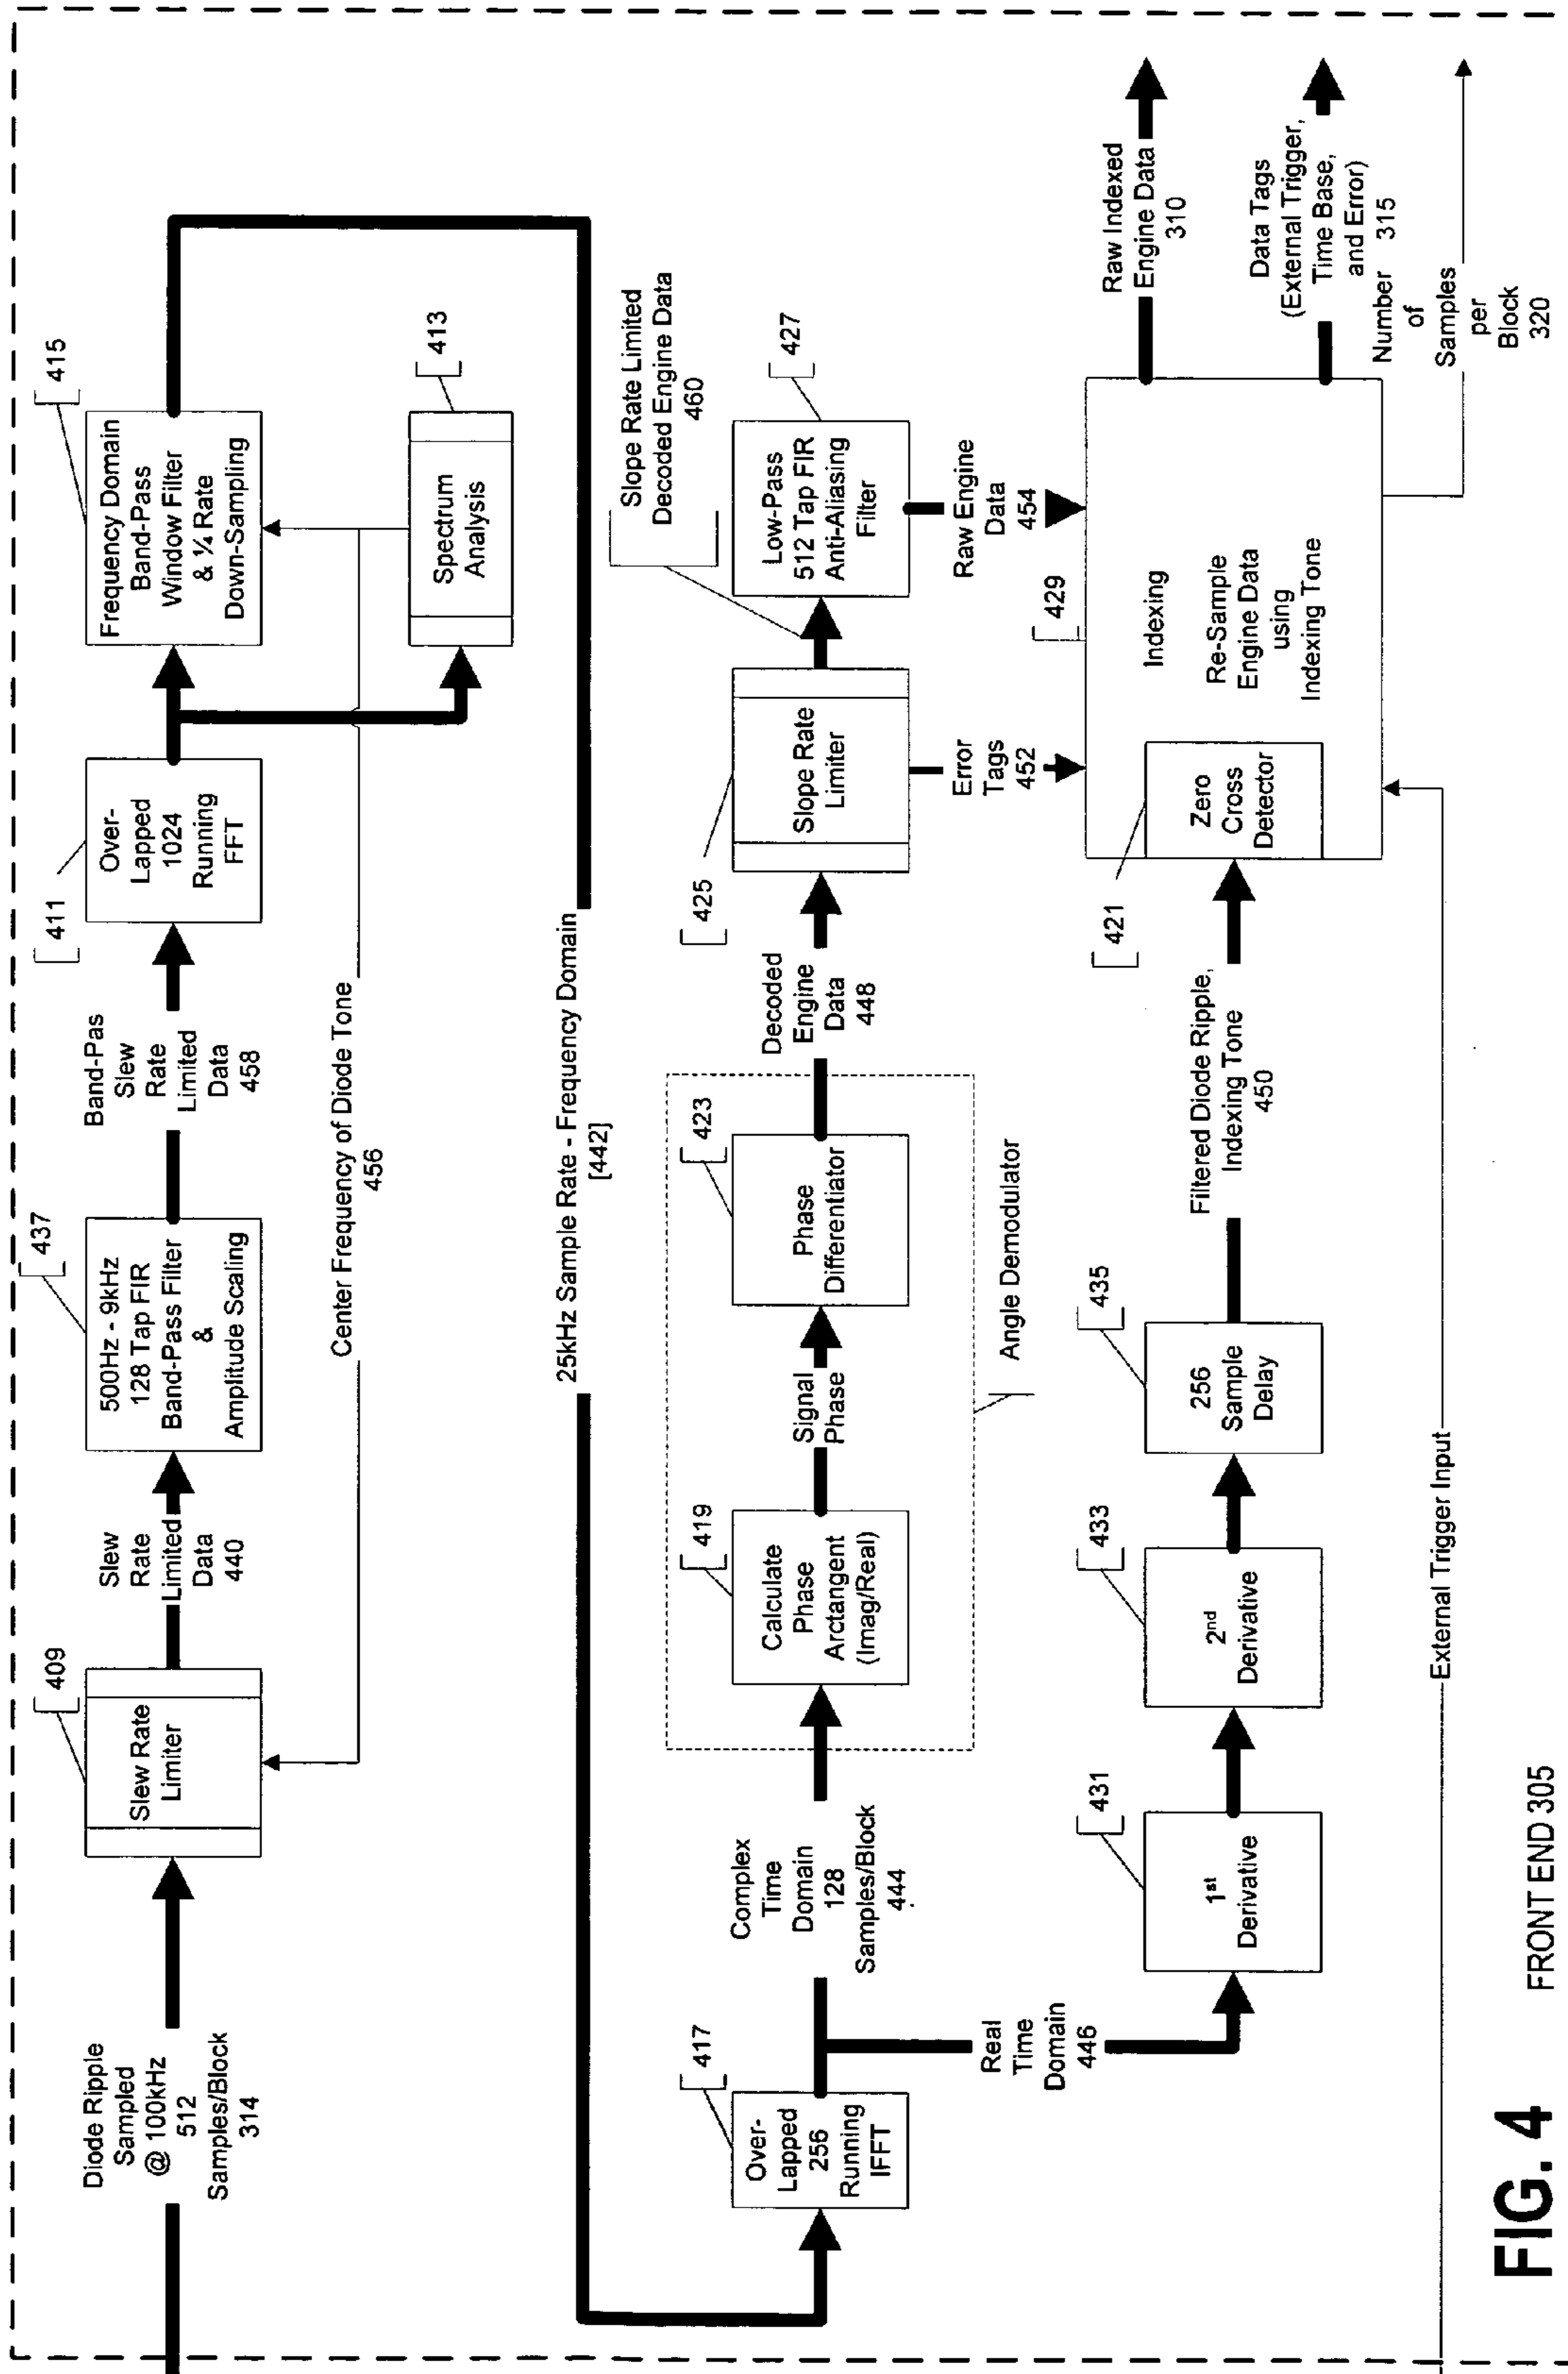 Diode Ripple
Sampled
@ 100kHz
512
Samples/Block
314
409
Slew Rate
Limiter
Slew
Rate
Limited
Data
440
437
500Hz - 9kHz
128 Tap FIR
Band-Pass Filter
&
Amplitude Scaling
Band-Pas
Slew
Rate
Limited
Data
458
411
Over-
Lapped
1024
Running
FFT
415
Frequency Domain
Band-Pass
Window Filter
& ¼ Rate
Down-Sampling
413
Spectrum
Analysis
Center Frequency of Diode Tone
456
25kHz Sample Rate - Frequency Domain
[442]
417
Over-
Lapped
256
Running
IFFT
Complex
Time
Domain
128
Samples/Block
444
419
Calculate
Phase
Arctangent
(Imag/Real)
Signal
Phase
423
Phase
Differentiator
Angle Demodulator
Decoded
Engine
Data
448
425
Slope Rate
Limiter
Slope Rate Limited
Decoded Engine Data
460
427
Low-Pass
512 Tap FIR
Anti-Aliasing
Filter
Error
Tags
452
Raw Engine
Data
454
Real
Time
Domain
446
431
1st
Derivative
433
2nd
Derivative
435
256
Sample
Delay
Filtered Diode Ripple,
Indexing Tone
450
421
Zero
Cross
Detector
429
Indexing
Re-Sample
Engine Data
using
Indexing Tone
Raw Indexed
Engine Data
310
Data Tags
(External Trigger,
Time Base,
and Error)
315
Number
of
Samples
per
Block
320
External Trigger Input
FIG. 4
FRONT END 305